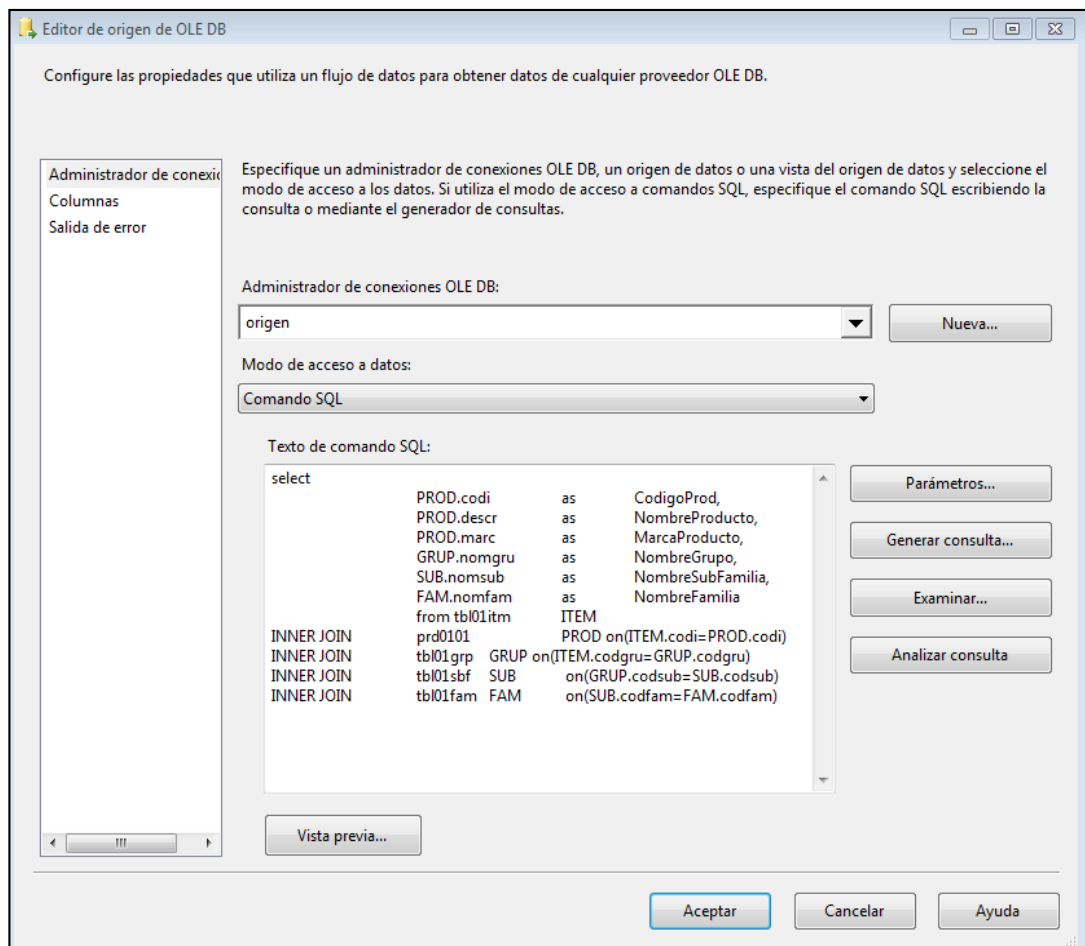 Editor de origen de OLE DB
Configure las propiedades que utiliza un flujo de datos para obtener datos de cualquier proveedor OLE DB.
Administrador de conexic
Columnas
Salida de error
Especifique un administrador de conexiones OLE DB, un origen de datos o una vista del origen de datos y seleccione el
modo de acceso a los datos. Si utiliza el modo de acceso a comandos SQL, especifique el comando SQL escribiendo la
consulta o mediante el generador de consultas.
Administrador de conexiones OLE DB:
origen
Nueva...
Modo de acceso a datos:
Comando SQL
Texto de comando SQL:
select
PROD.codi as CodigoProd,
PROD.descr as NombreProducto,
PROD.marc as MarcaProducto,
GRUP.nomgru as NombreGrupo,
SUB.nomsub as NombreSubFamilia,
FAM.nomfam as NombreFamilia
from tbl01itm ITEM
INNER JOIN prd0101 PROD on(ITEM.codi=PROD.codi)
INNER JOIN tbl01grp GRUP on(ITEM.codgru=GRUP.codgru)
INNER JOIN tbl01sbf SUB on(GRUP.codsub=SUB.codsub)
INNER JOIN tbl01fam FAM on(SUB.codfam=FAM.codfam)
Parámetros...
Generar consulta...
Examinar...
Analizar consulta
Vista previa...
Aceptar
Cancelar
Ayuda